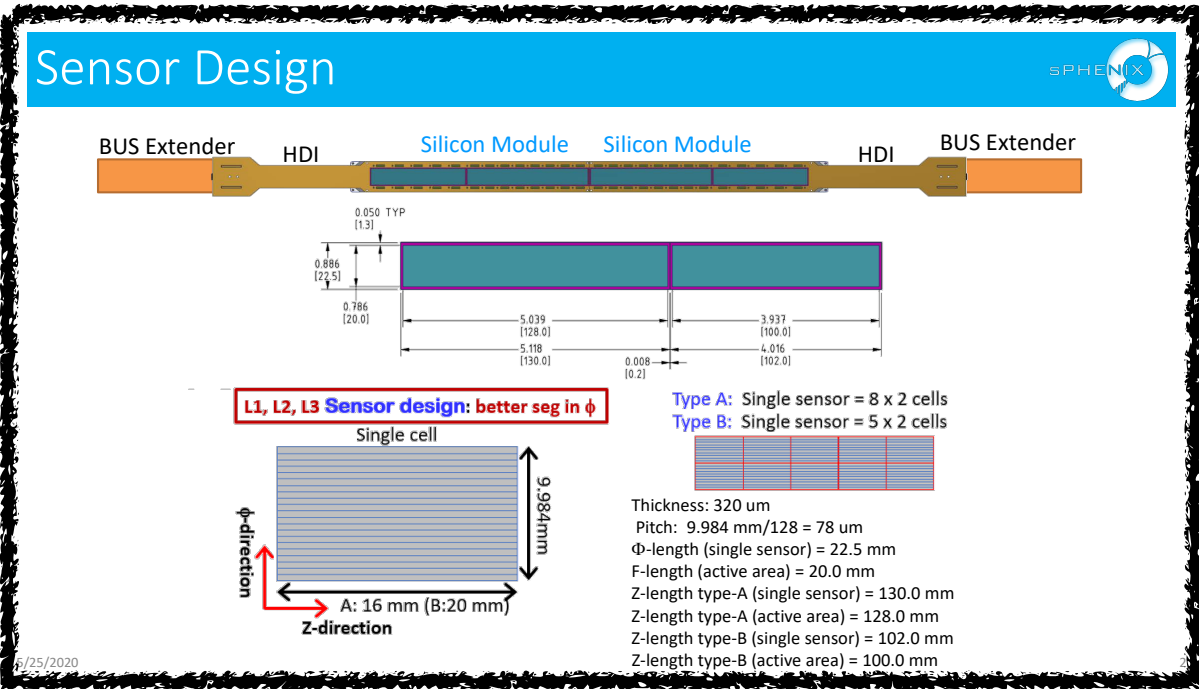 Sensor Design
sPHENIX
BUS Extender
HDI
Silicon Module
Silicon Module
HDI
BUS Extender
0.050 TYP
[1.3]
0.886
[22.5]
0.786
[20.0]
5.039
[128.0]
3.937
[100.0]
5.118
[130.0]
0.008
[0.2]
4.016
[102.0]
L1, L2, L3 Sensor design: better seg in ϕ
Single cell
9.984mm
ϕ-direction
A: 16 mm (B:20 mm)
Z-direction
Type A: Single sensor = 8 x 2 cells
Type B: Single sensor = 5 x 2 cells
Thickness: 320 um
Pitch: 9.984 mm/128 = 78 um
Φ-length (single sensor) = 22.5 mm
F-length (active area) = 20.0 mm
Z-length type-A (single sensor) = 130.0 mm
Z-length type-A (active area) = 128.0 mm
Z-length type-B (single sensor) = 102.0 mm
Z-length type-B (active area) = 100.0 mm
5/25/2020
2